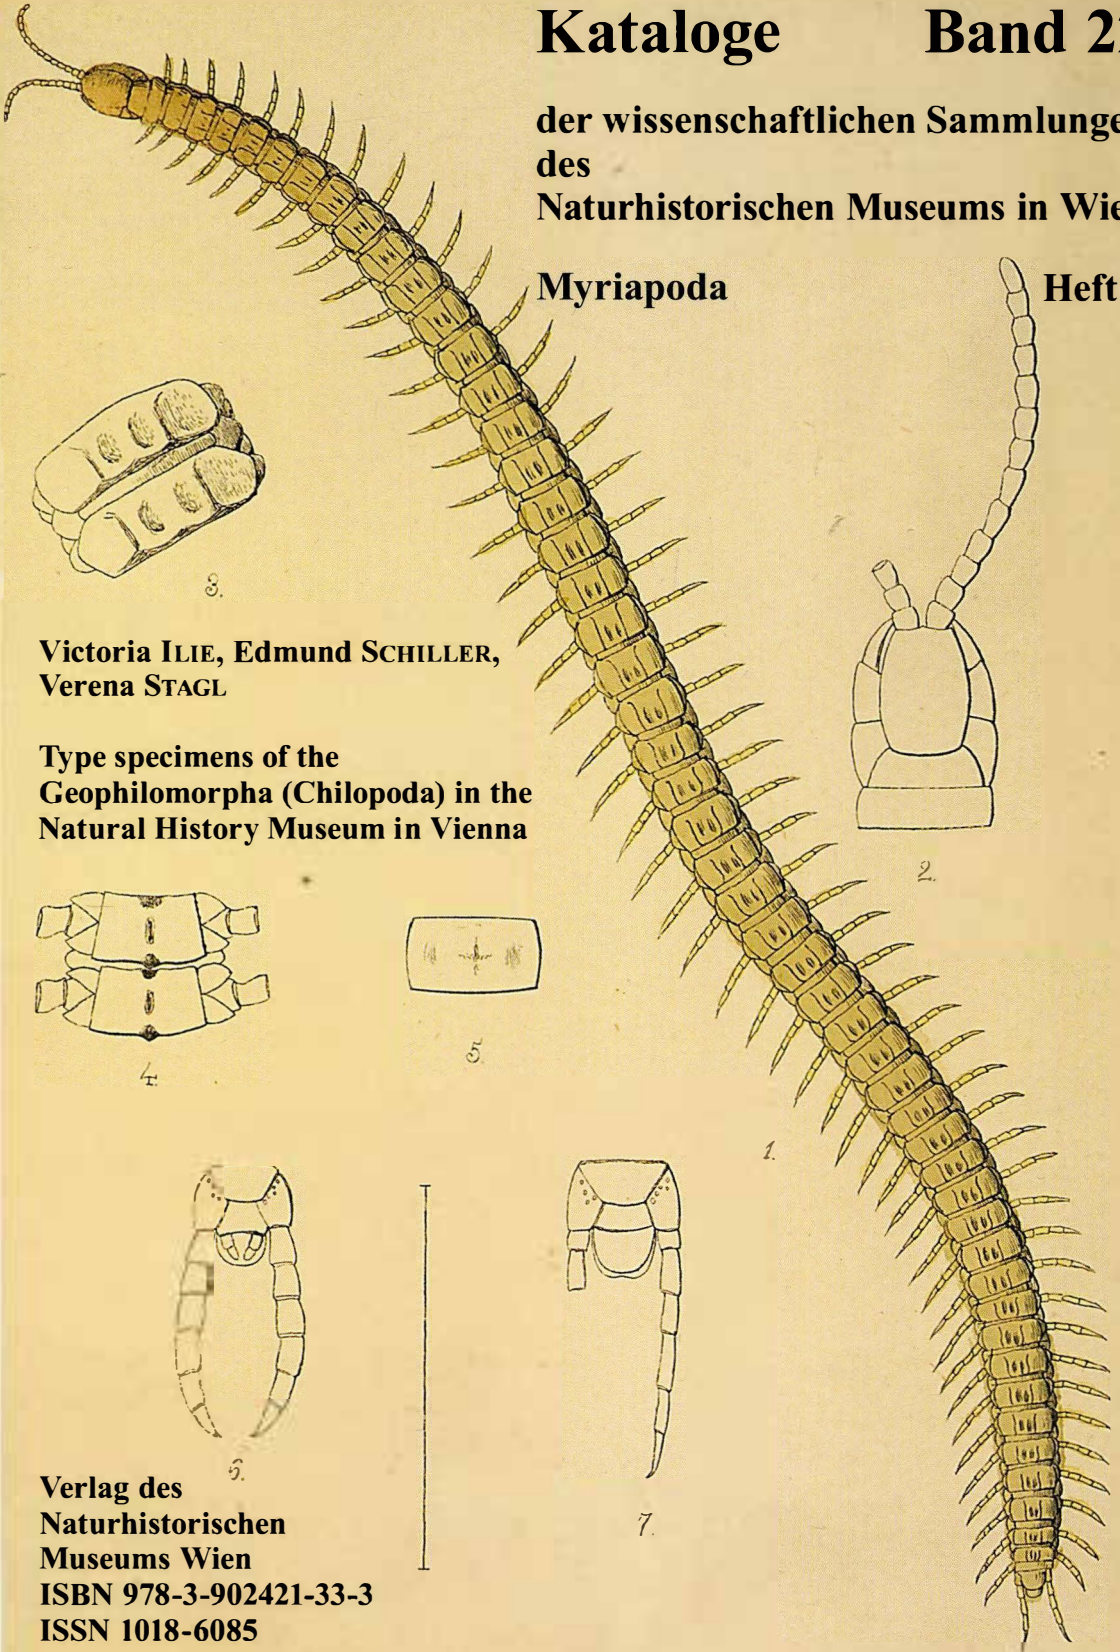 Kataloge Band 2
der wissenschaftlichen Sammlunge
des
Naturhistorischen Museums in Wie
Myriapoda Heft
3.
Victoria ILIE, Edmund SCHILLER,
Verena STAGL
Type specimens of the
Geophilomorpha (Chilopoda) in the
Natural History Museum in Vienna
2.
4.
5.
1.
6.
7.
Verlag des
Naturhistorischen
Museums Wien
ISBN 978-3-902421-33-3
ISSN 1018-6085